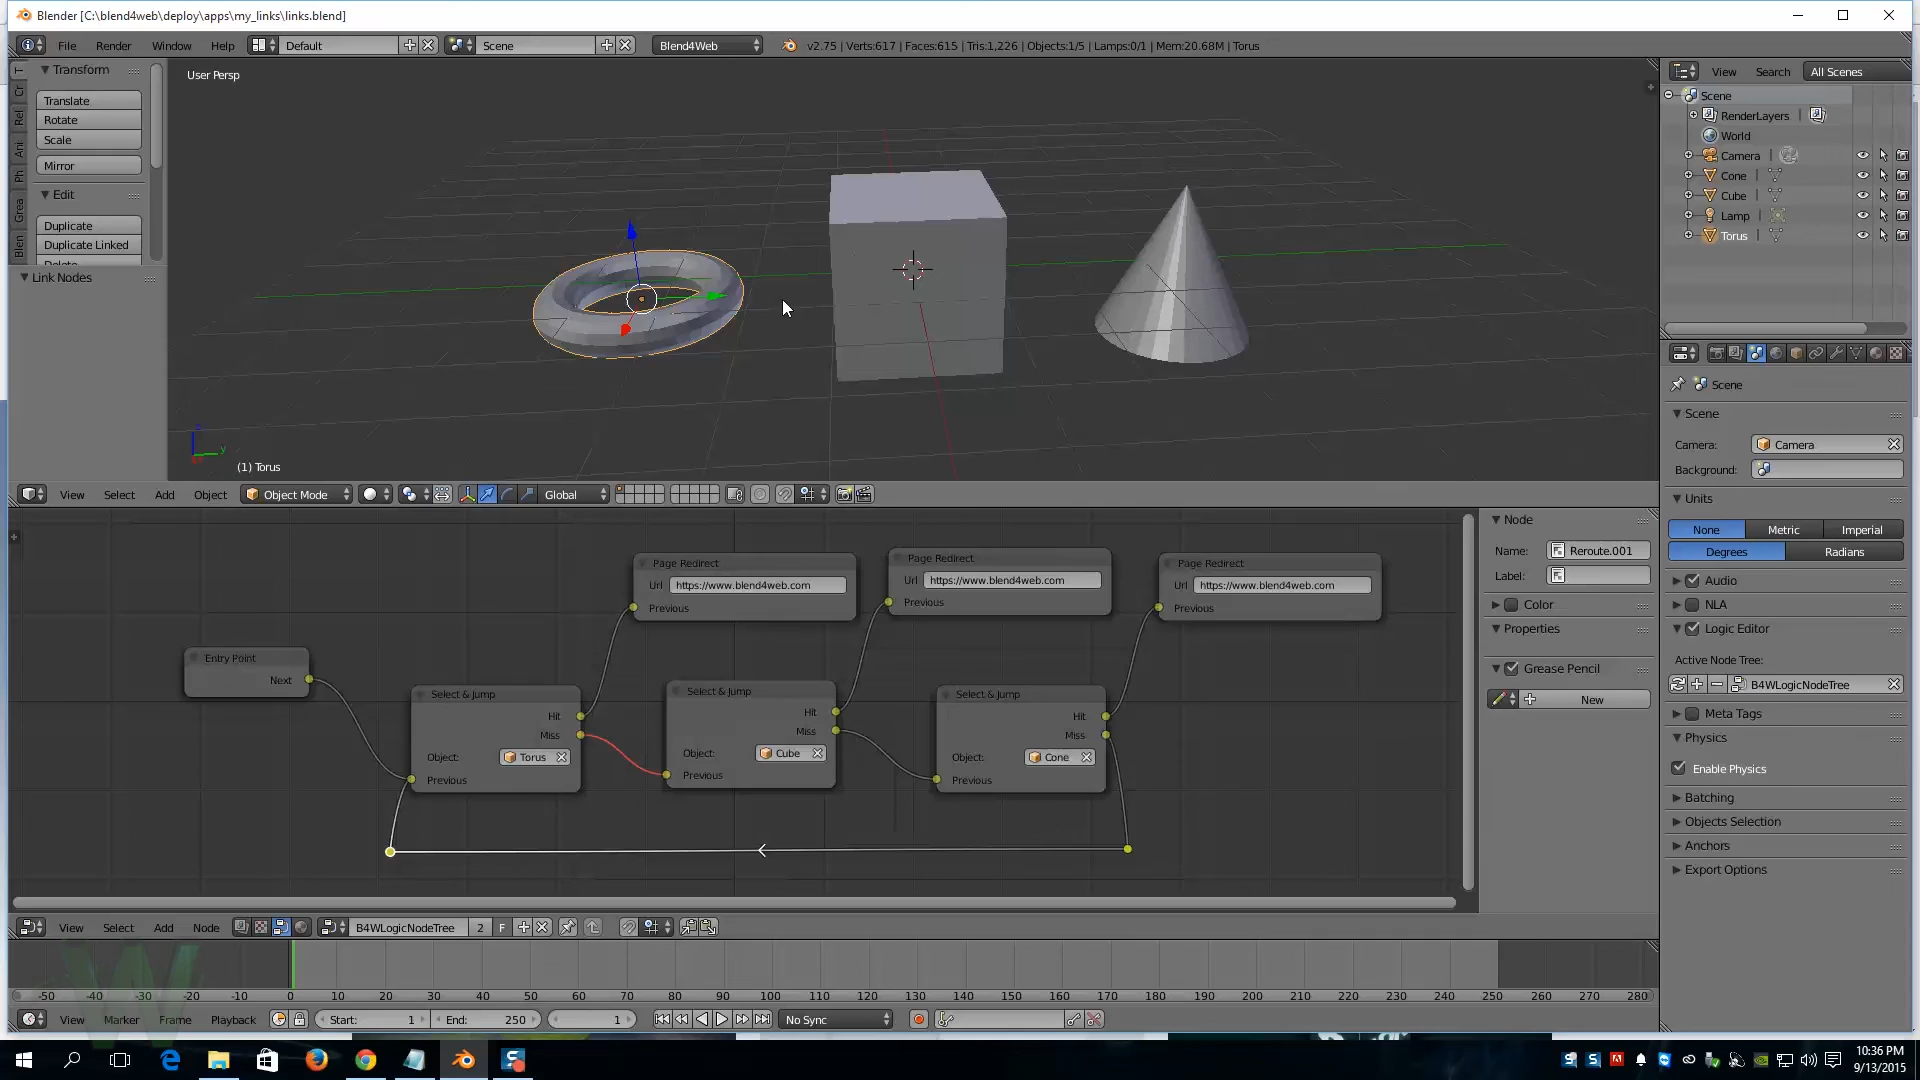 Blender [C:\blend4web\deploy\apps\my_links\links.blend]
File Render Window Help Default Scene Blend4Web v2.75 | Verts:617 | Faces:615 | Tris:1,226 | Objects:1/5 | Lamps:0/1 | Mem:20.68M | Torus
Transform
Translate
Rotate
Scale
Mirror
Edit
Duplicate
Duplicate Linked
Delete
Link Nodes
Cr
Rel
Ani
Ph
Grea
Blen
User Persp
(1) Torus
View Search All Scenes
Scene
RenderLayers
World
Camera
Cone
Cube
Lamp
Torus
Scene
Scene
Camera: Camera
Background:
Units
None Metric Imperial
Degrees Radians
Audio
NLA
Logic Editor
Active Node Tree:
B4WLogicNodeTree
Meta Tags
Physics
Enable Physics
Batching
Objects Selection
Anchors
Export Options
View Select Add Object Object Mode Global
Page Redirect
Url https://www.blend4web.com
Previous
Page Redirect
Url https://www.blend4web.com
Previous
Page Redirect
Url https://www.blend4web.com
Previous
Entry Point
Next
Select & Jump
Hit
Miss
Object: Torus
Previous
Select & Jump
Hit
Miss
Object: Cube
Previous
Select & Jump
Hit
Miss
Object: Cone
Previous
Node
Name: Reroute.001
Label:
Color
Properties
Grease Pencil
New
View Select Add Node B4WLogicNodeTree 2 F
-50 -40 -30 -20 -10 0 10 20 30 40 50 60 70 80 90 100 110 120 130 140 150 160 170 180 190 200 210 220 230 240 250 260 270 280
View Marker Frame Playback Start: 1 End: 250 1 No Sync
10:36 PM
9/13/2015